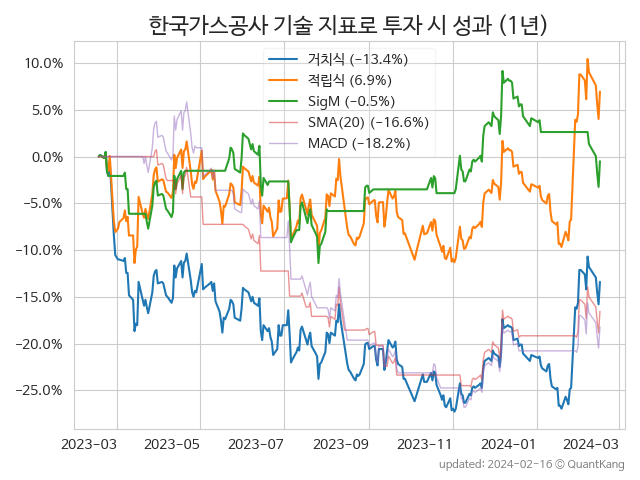 한국가스공사 기술 지표로 투자 시 성과 (1년)
거치식 (−13.4%)
적립식 (6.9%)
SigM (−0.5%)
SMA(20) (−16.6%)
MACD (−18.2%)
10.0%
5.0%
0.0%
−5.0%
−10.0%
−15.0%
−20.0%
−25.0%
2023-03 2023-05 2023-07 2023-09 2023-11 2024-01 2024-03
updated: 2024-02-16 © QuantKang